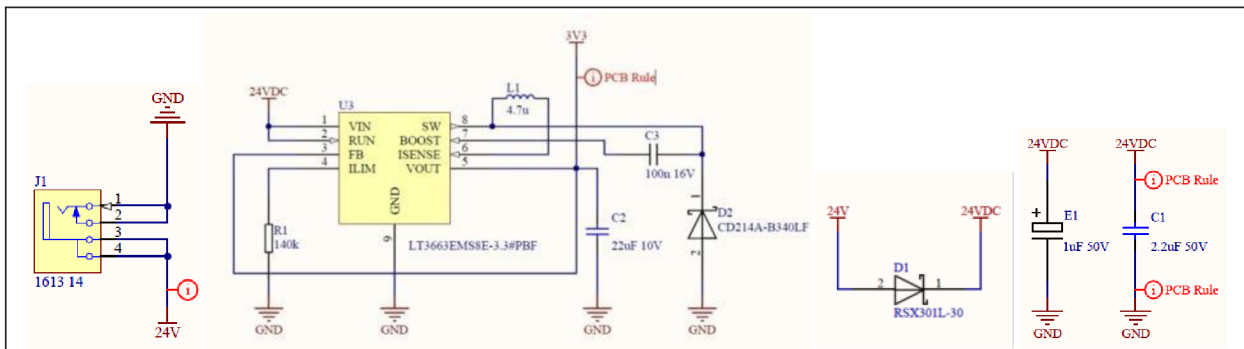 GND
J1
1
2
3
4
1613 14
i
24V
3V3
i PCB Rule
24VDC
U3
L1
4.7u
1 VIN SW 8
2 RUN BOOST 7
3 FB ISENSE 6
4 ILIM VOUT 5
GND
9
LT3663EMS8E-3.3#PBF
C3
100n 16V
R1
140k
C2
22uF 10V
1
D2
CD214A-B340LF
2
GND
GND
GND
GND
24V
24VDC
D1
2 1
RSX301L-30
24VDC
+
E1
1uF 50V
GND
24VDC
i PCB Rule
C1
2.2uF 50V
i PCB Rule
GND